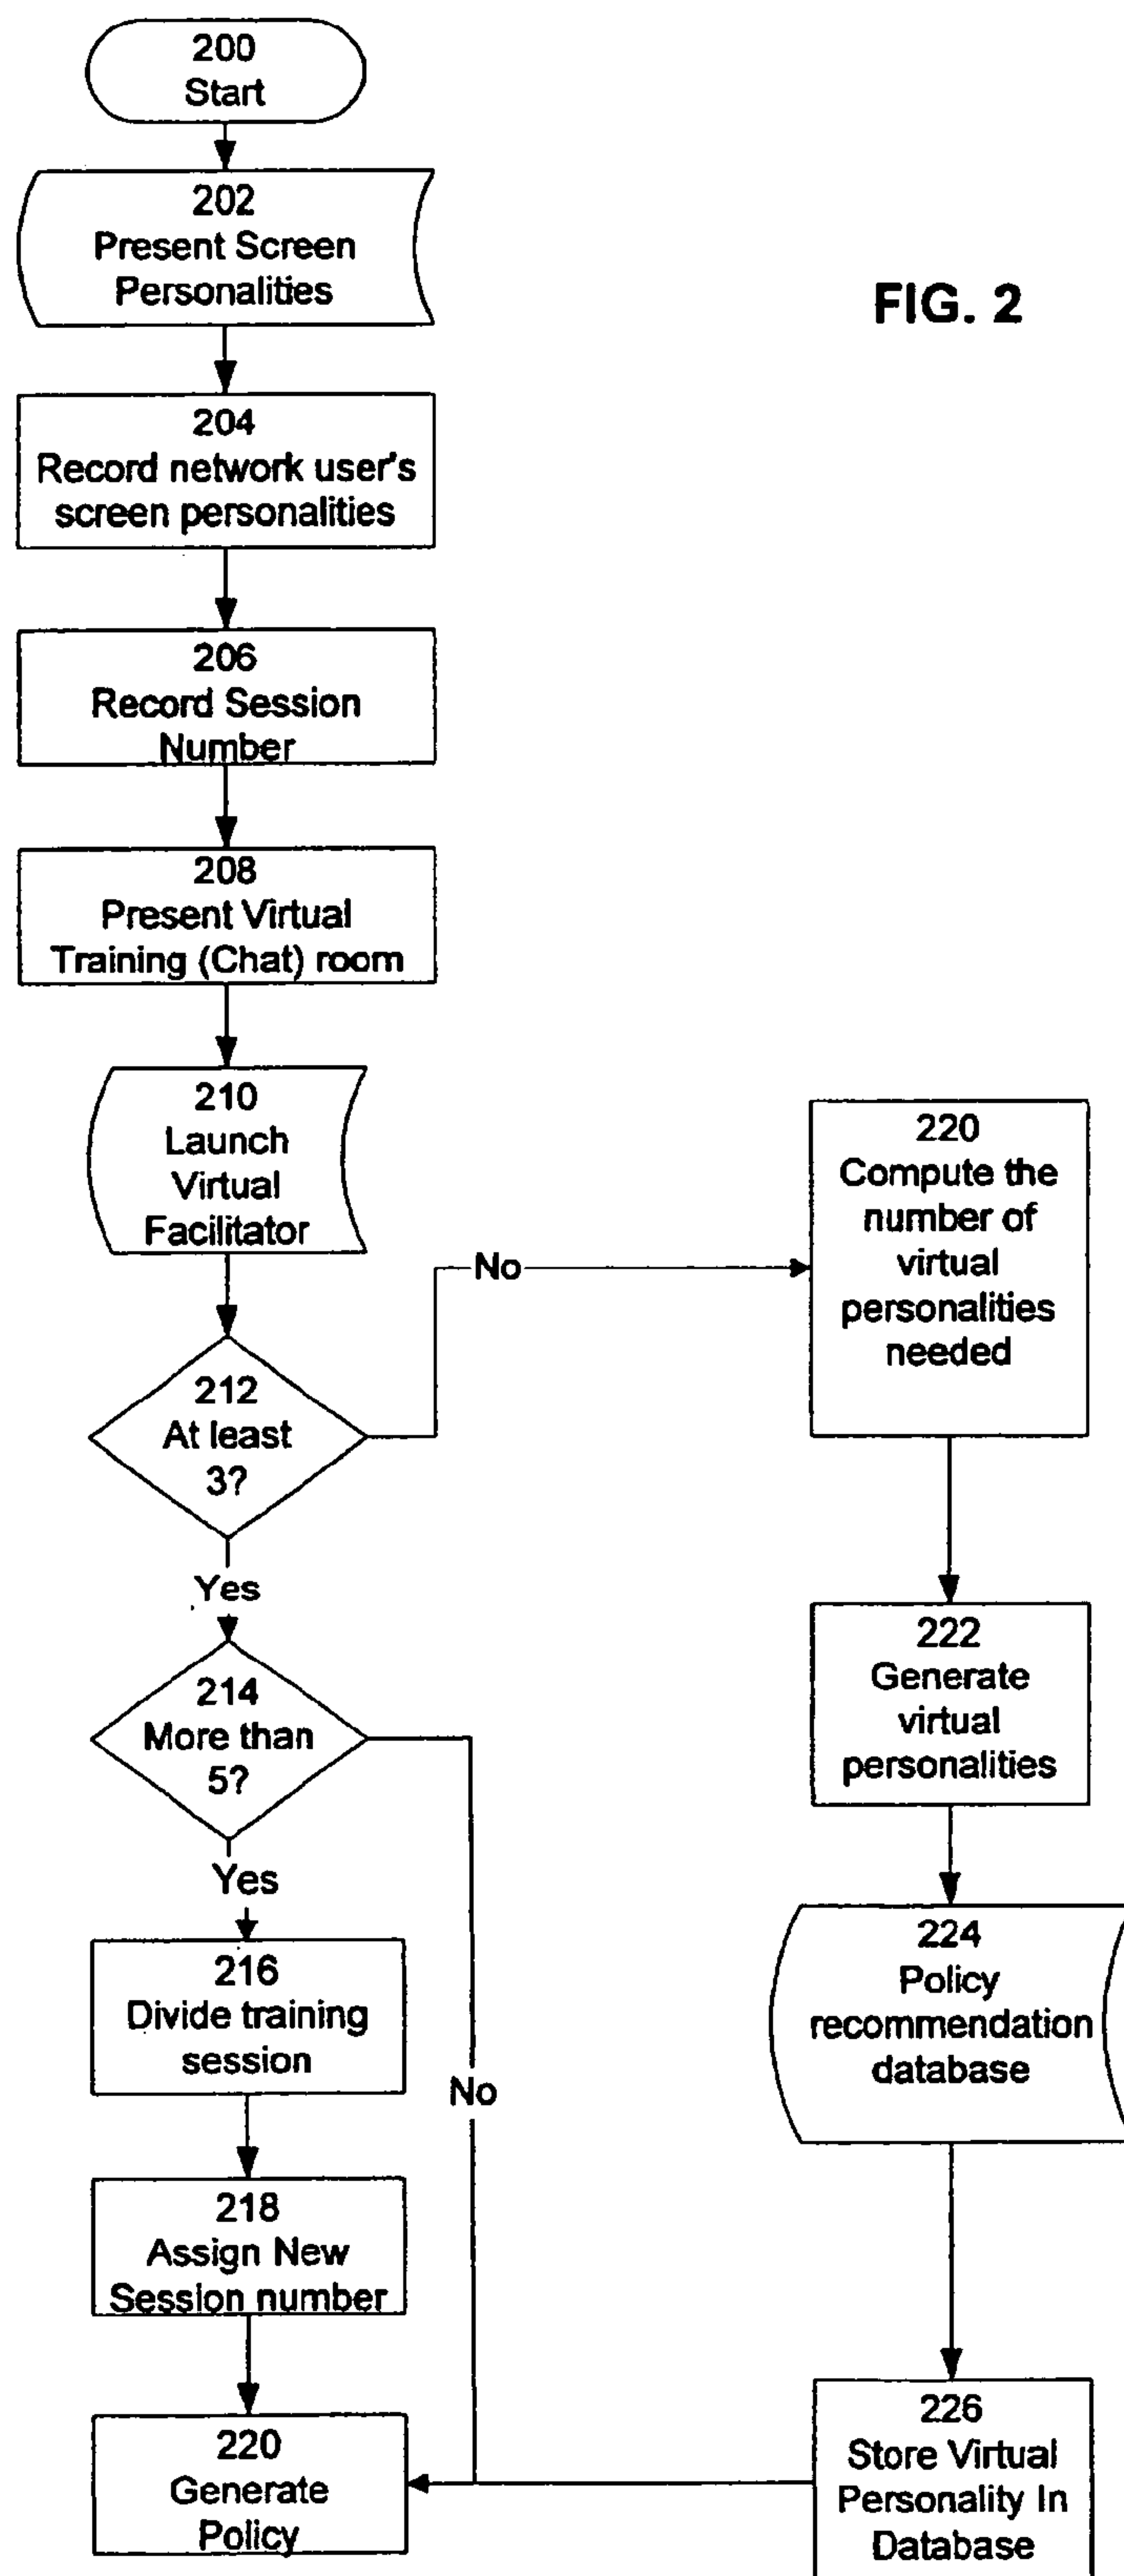 200
Start
202
Present Screen
Personalities
FIG. 2
204
Record network user's
screen personalities
206
Record Session
Number
208
Present Virtual
Training (Chat) room
210
Launch
Virtual
Facilitator
No
220
Compute the
number of
virtual
personalities
needed
212
At least
3?
Yes
214
More than
5?
Yes
No
222
Generate
virtual
personalities
216
Divide training
session
224
Policy
recommendation
database
218
Assign New
Session number
220
Generate
Policy
226
Store Virtual
Personality In
Database